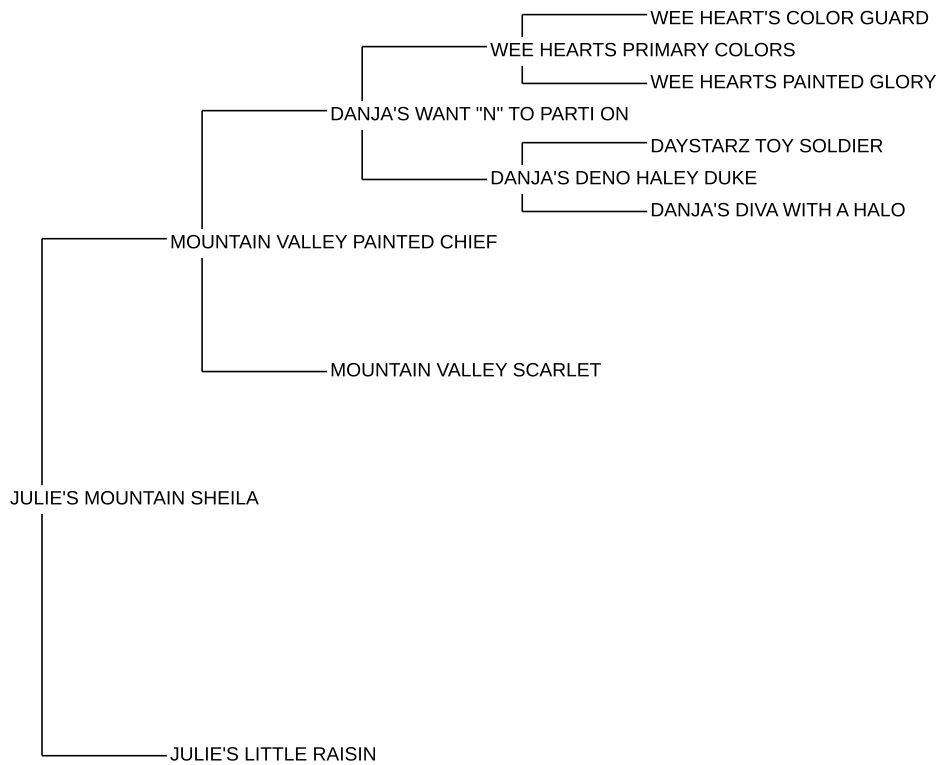 WEE HEART'S COLOR GUARD
WEE HEARTS PRIMARY COLORS
WEE HEARTS PAINTED GLORY
DANJA'S WANT "N" TO PARTI ON
DAYSTARZ TOY SOLDIER
DANJA'S DENO HALEY DUKE
DANJA'S DIVA WITH A HALO
MOUNTAIN VALLEY PAINTED CHIEF
MOUNTAIN VALLEY SCARLET
JULIE'S MOUNTAIN SHEILA
JULIE'S LITTLE RAISIN